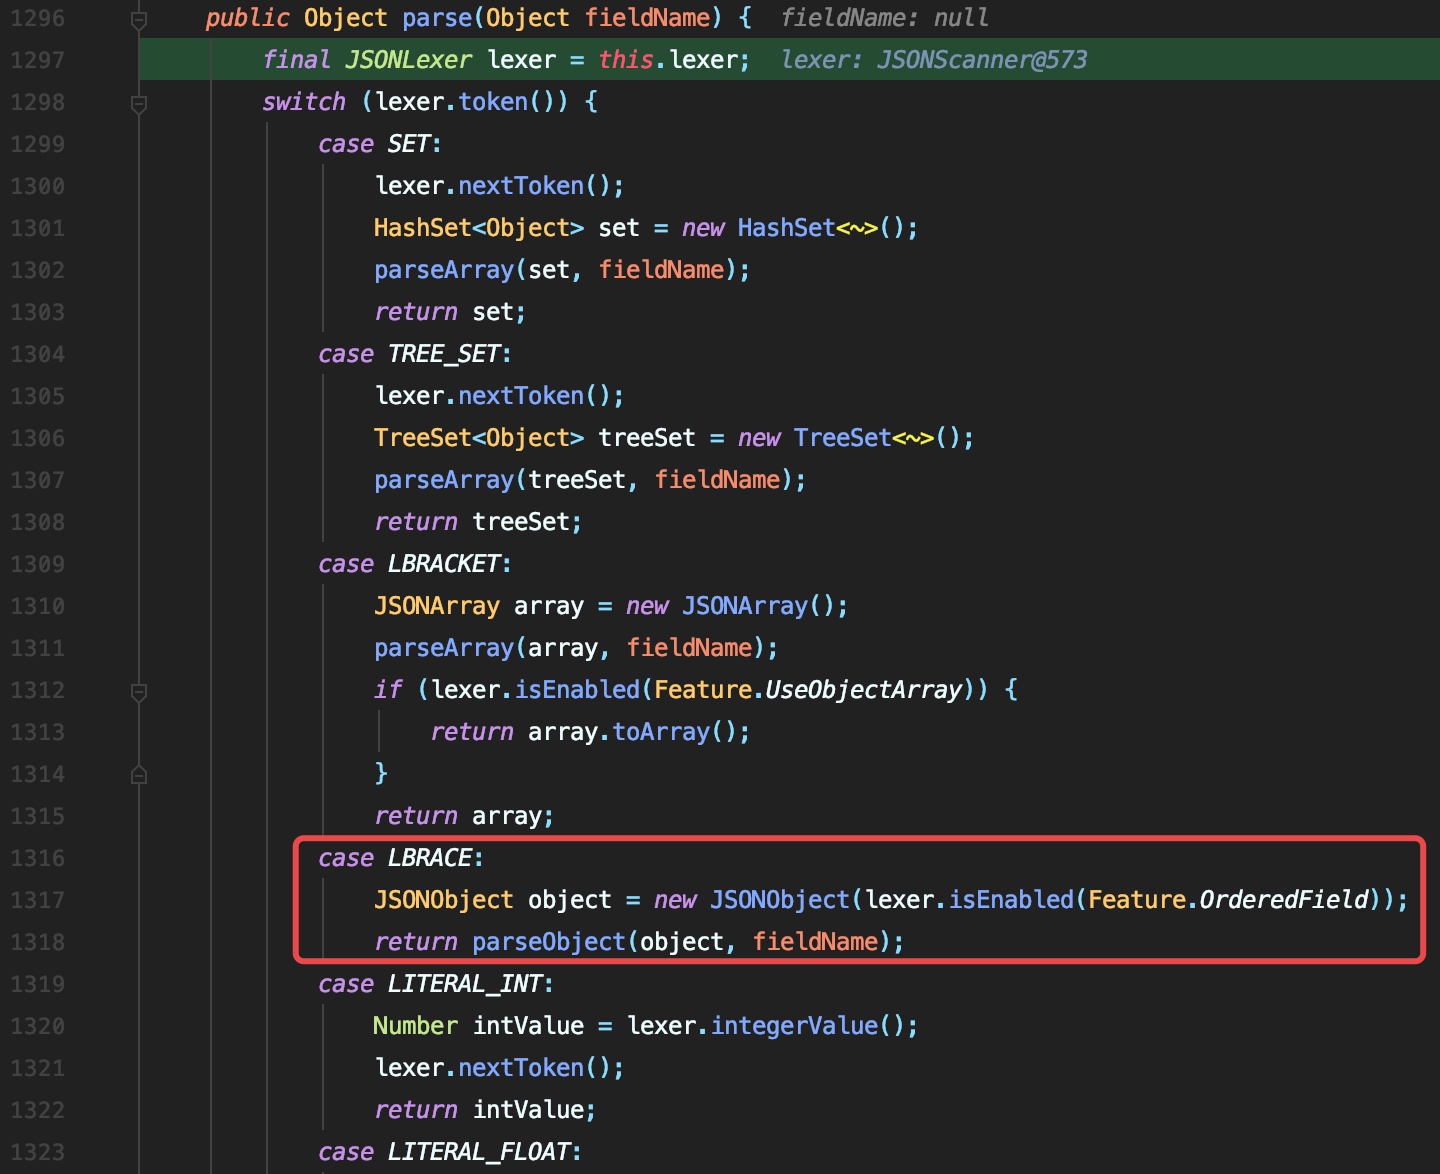 1296 public Object parse(Object fieldName) { fieldName: null
1297 final JSONLexer lexer = this.lexer; lexer: JSONScanner@573
1298 switch (lexer.token()) {
1299 case SET:
1300 lexer.nextToken();
1301 HashSet<Object> set = new HashSet<~>();
1302 parseArray(set, fieldName);
1303 return set;
1304 case TREE_SET:
1305 lexer.nextToken();
1306 TreeSet<Object> treeSet = new TreeSet<~>();
1307 parseArray(treeSet, fieldName);
1308 return treeSet;
1309 case LBRACKET:
1310 JSONArray array = new JSONArray();
1311 parseArray(array, fieldName);
1312 if (lexer.isEnabled(Feature.UseObjectArray)) {
1313 return array.toArray();
1314 }
1315 return array;
1316 case LBRACE:
1317 JSONObject object = new JSONObject(lexer.isEnabled(Feature.OrderedField));
1318 return parseObject(object, fieldName);
1319 case LITERAL_INT:
1320 Number intValue = lexer.integerValue();
1321 lexer.nextToken();
1322 return intValue;
1323 case LITERAL_FLOAT: